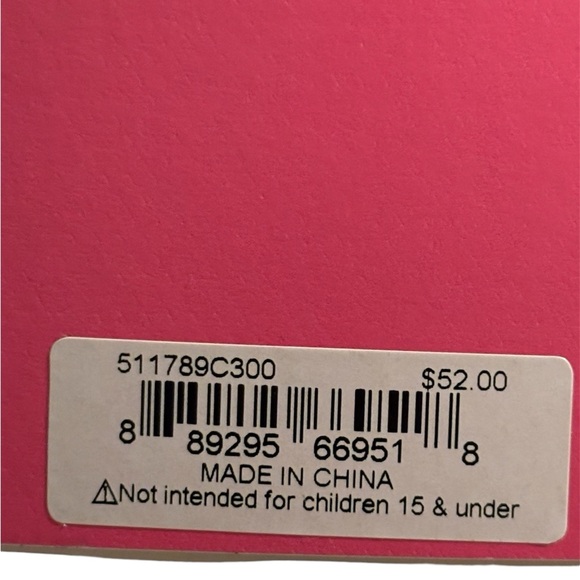 511789C300 $52.00
8 89295 66951 8
MADE IN CHINA
⚠Not intended for children 15 & under